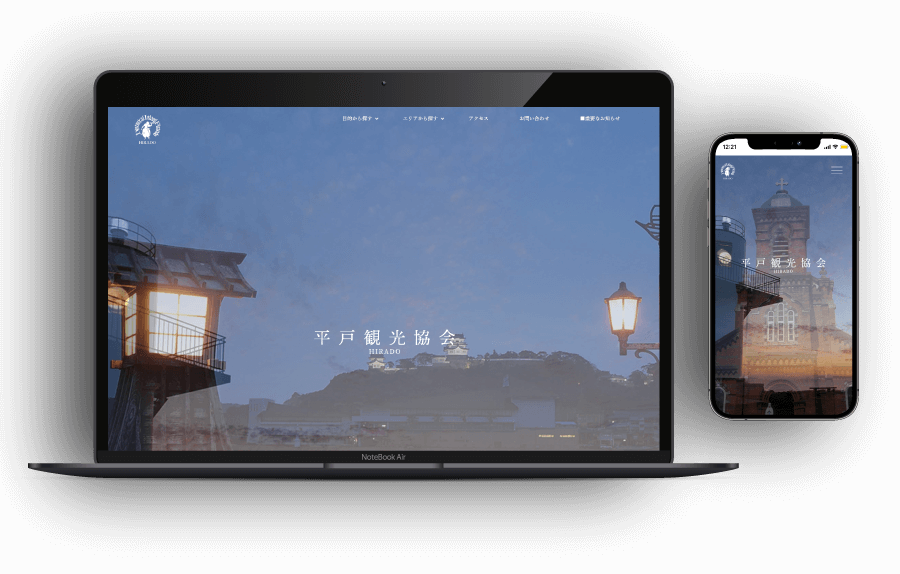 目的から探す
エリアから探す
アクセス
お問い合わせ
■重要なお知らせ
HIRADO
平戸観光協会
HIRADO
NoteBook Air
12:21
平戸観光協会
HIRADO